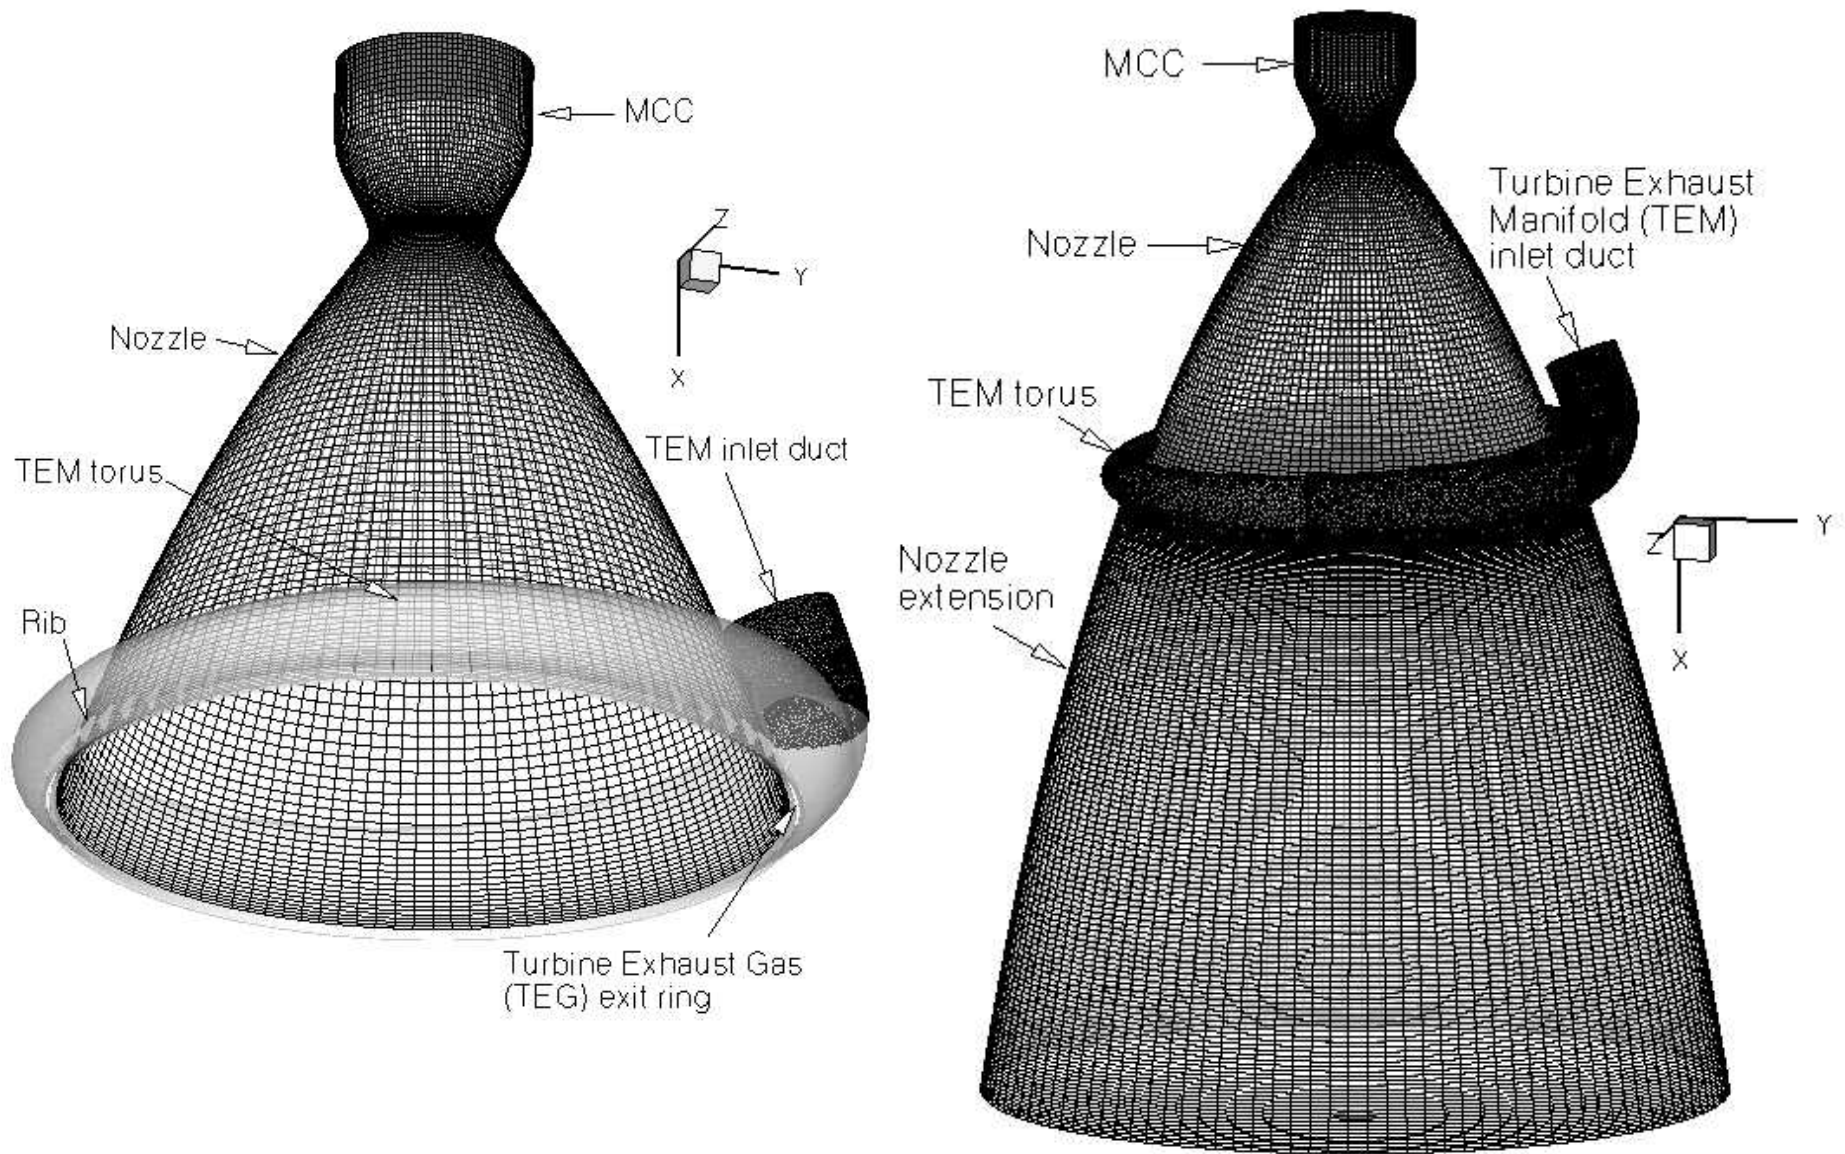 MCC
Z
Y
X
Nozzle
TEM inlet duct
TEM torus
Rib
Turbine Exhaust Gas
(TEG) exit ring
MCC
Turbine Exhaust
Manifold (TEM)
inlet duct
Nozzle
TEM torus
Y
Z
X
Nozzle
extension